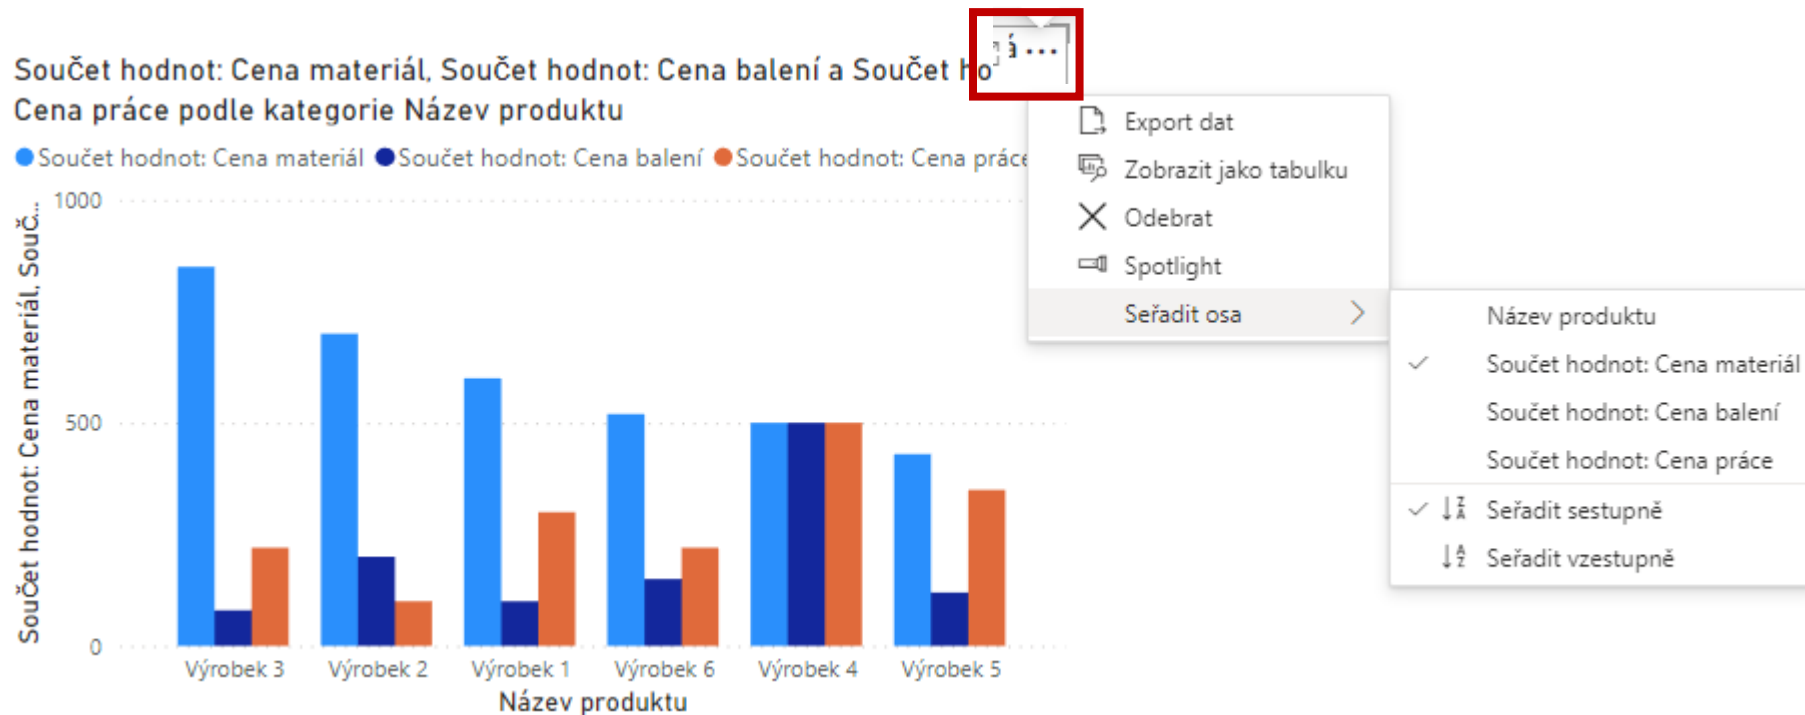 Součet hodnot: Cena materiál, Součet hodnot: Cena balení a Součet ho
Cena práce podle kategorie Název produktu
Součet hodnot: Cena materiál Součet hodnot: Cena balení Součet hodnot: Cena práce
Součet hodnot: Cena materiál, Souč...
1000
500
0
Výrobek 3 Výrobek 2 Výrobek 1 Výrobek 6 Výrobek 4 Výrobek 5
Název produktu
Export dat
Zobrazit jako tabulku
Odebrat
Spotlight
Seřadit osa
Název produktu
Součet hodnot: Cena materiál
Součet hodnot: Cena balení
Součet hodnot: Cena práce
Seřadit sestupně
Seřadit vzestupně